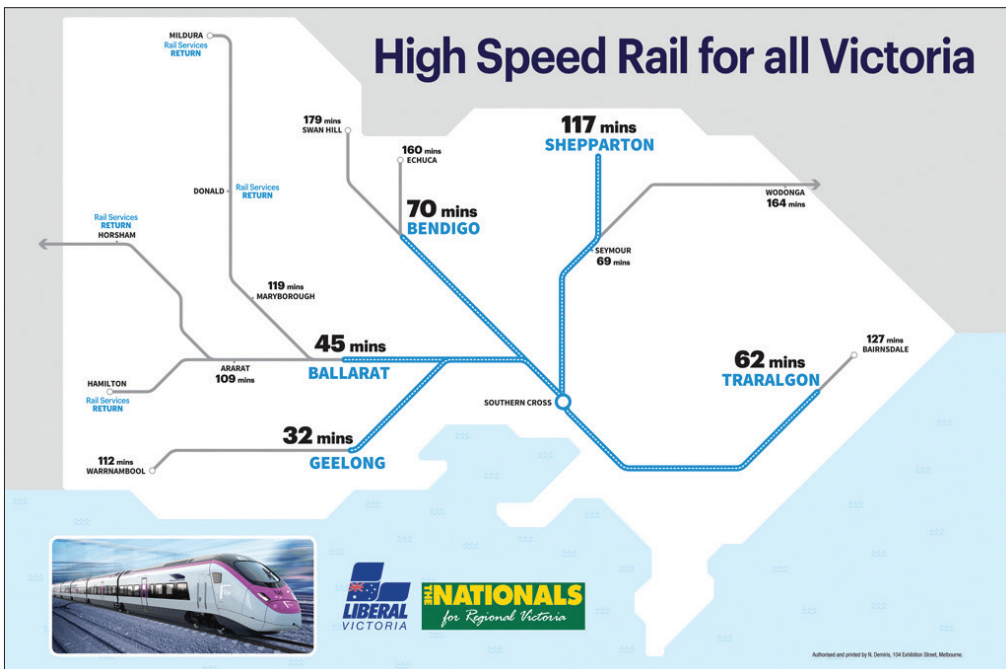 High Speed Rail for all Victoria
MILDURA
Rail Services
RETURN
179 mins
SWAN HILL
160 mins
ECHUCA
117 mins
SHEPPARTON
DONALD
Rail Services
RETURN
WODONGA
164 mins
Rail Services
RETURN
HORSHAM
70 mins
BENDIGO
SEYMOUR
69 mins
119 mins
MARYBOROUGH
45 mins
BALLARAT
127 mins
BAIRNSDALE
ARARAT
109 mins
62 mins
TRARALGON
HAMILTON
Rail Services
RETURN
SOUTHERN CROSS
32 mins
GEELONG
112 mins
WARRNAMBOOL
LIBERAL
VICTORIA
THE NATIONALS
for Regional Victoria
Authorised and printed by N. Demiris, 104 Exhibition Street, Melbourne.